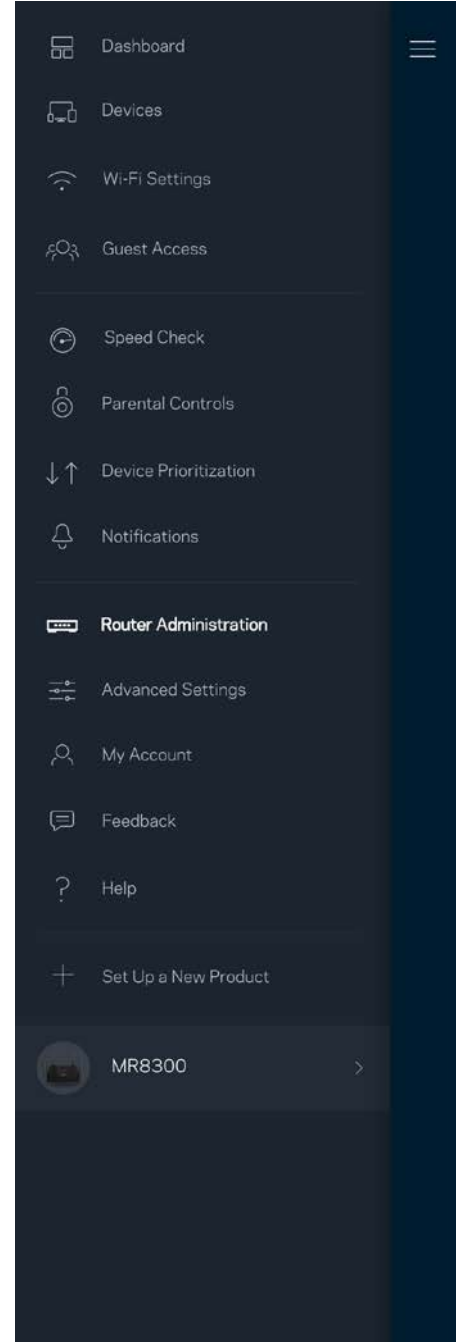 Dashboard
Devices
Wi-Fi Settings
Guest Access
Speed Check
Parental Controls
Device Prioritization
Notifications
Router Administration
Advanced Settings
My Account
Feedback
Help
Set Up a New Product
MR8300